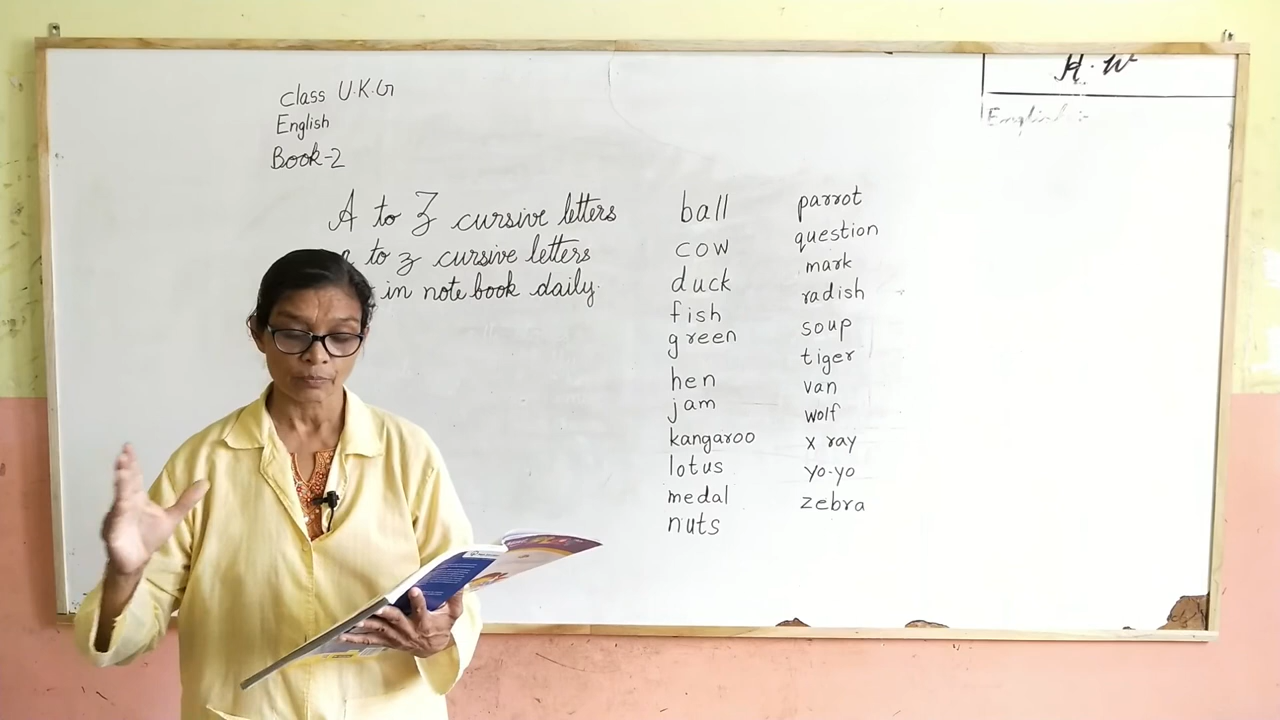 class U.K.G
English
Book-2
A to Z cursive letters
to z cursive letters
in note book daily.
ball
cow
duck
fish
green
hen
jam
kangaroo
lotus
medal
nuts
parrot
question
mark
radish
soup
tiger
van
wolf
x ray
yo-yo
zebra
H.W
English :-